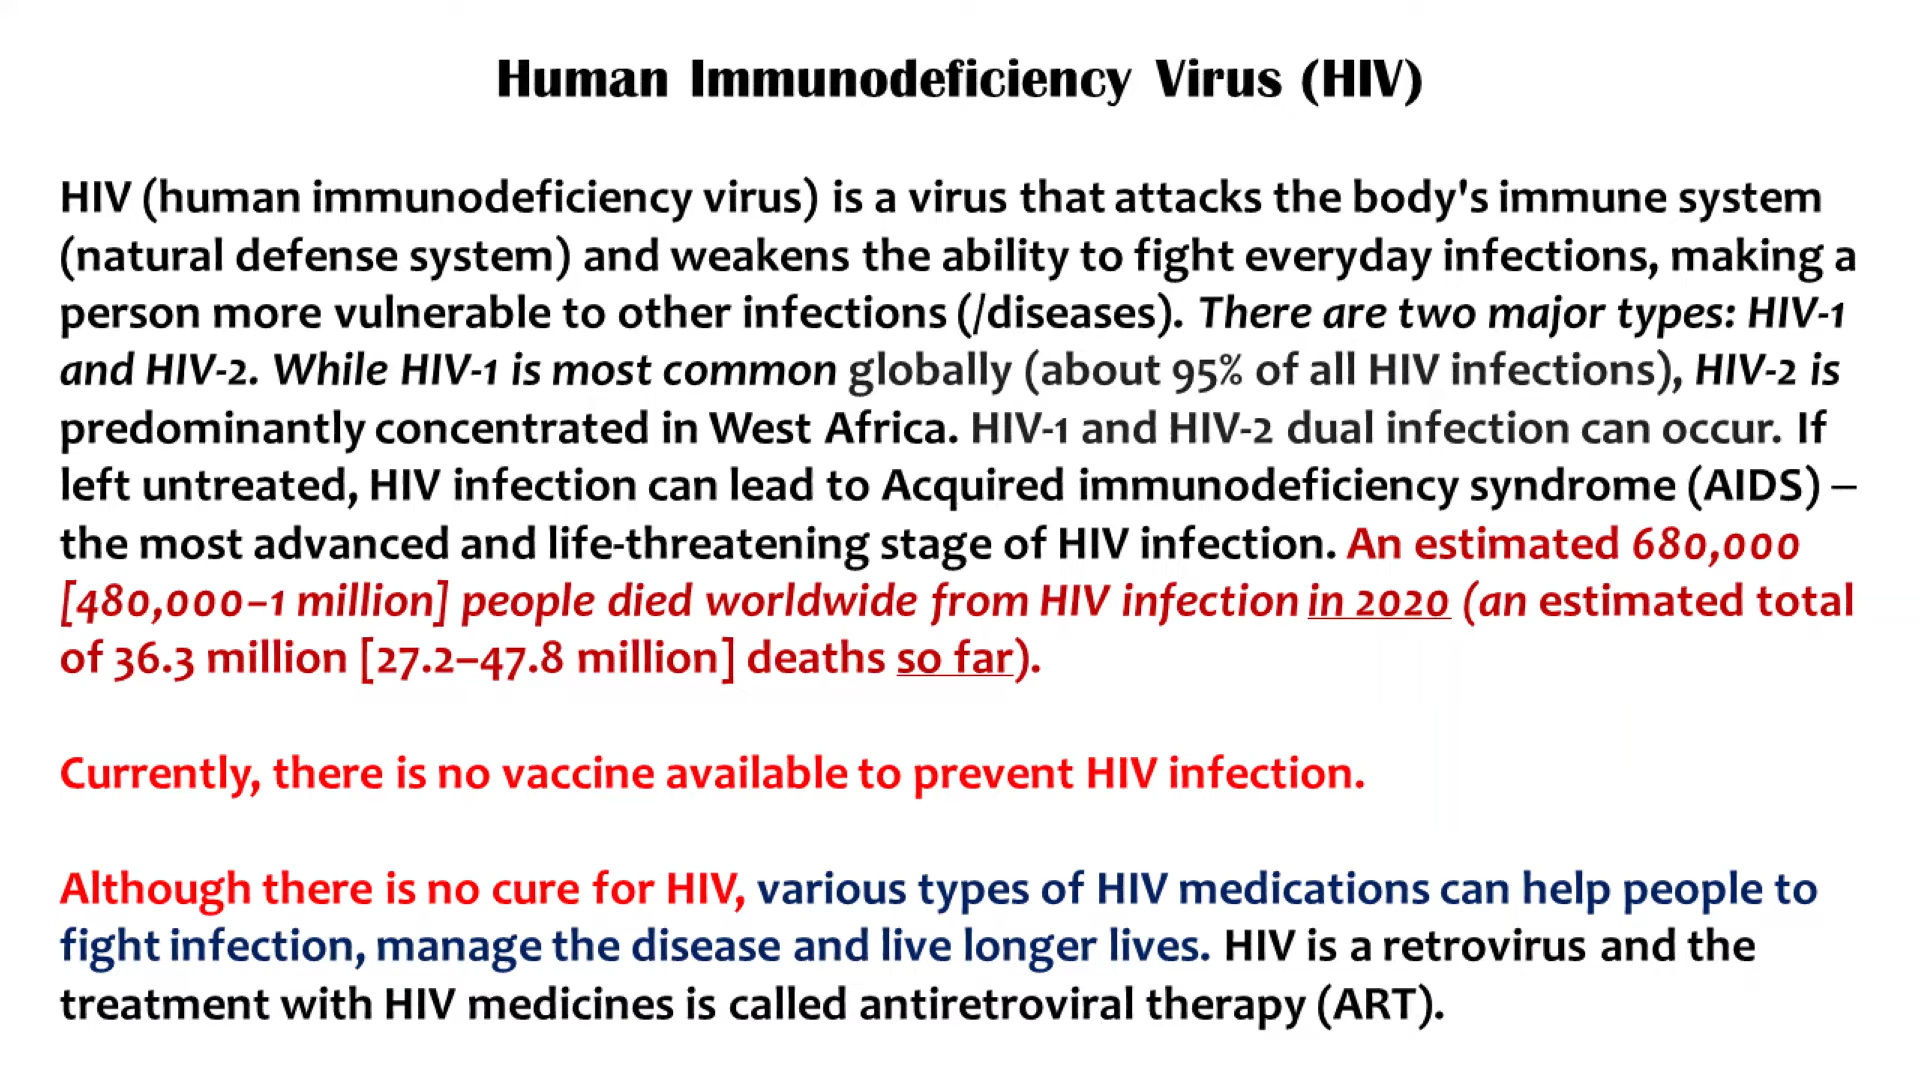 Human Immunodeficiency Virus (HIV)
HIV (human immunodeficiency virus) is a virus that attacks the body's immune system
(natural defense system) and weakens the ability to fight everyday infections, making a
person more vulnerable to other infections (/diseases). There are two major types: HIV-1
and HIV-2. While HIV-1 is most common globally (about 95% of all HIV infections), HIV-2 is
predominantly concentrated in West Africa. HIV-1 and HIV-2 dual infection can occur. If
left untreated, HIV infection can lead to Acquired immunodeficiency syndrome (AIDS) –
the most advanced and life-threatening stage of HIV infection. An estimated 680,000
[480,000–1 million] people died worldwide from HIV infection in 2020 (an estimated total
of 36.3 million [27.2–47.8 million] deaths so far).
Currently, there is no vaccine available to prevent HIV infection.
Although there is no cure for HIV, various types of HIV medications can help people to
fight infection, manage the disease and live longer lives. HIV is a retrovirus and the
treatment with HIV medicines is called antiretroviral therapy (ART).